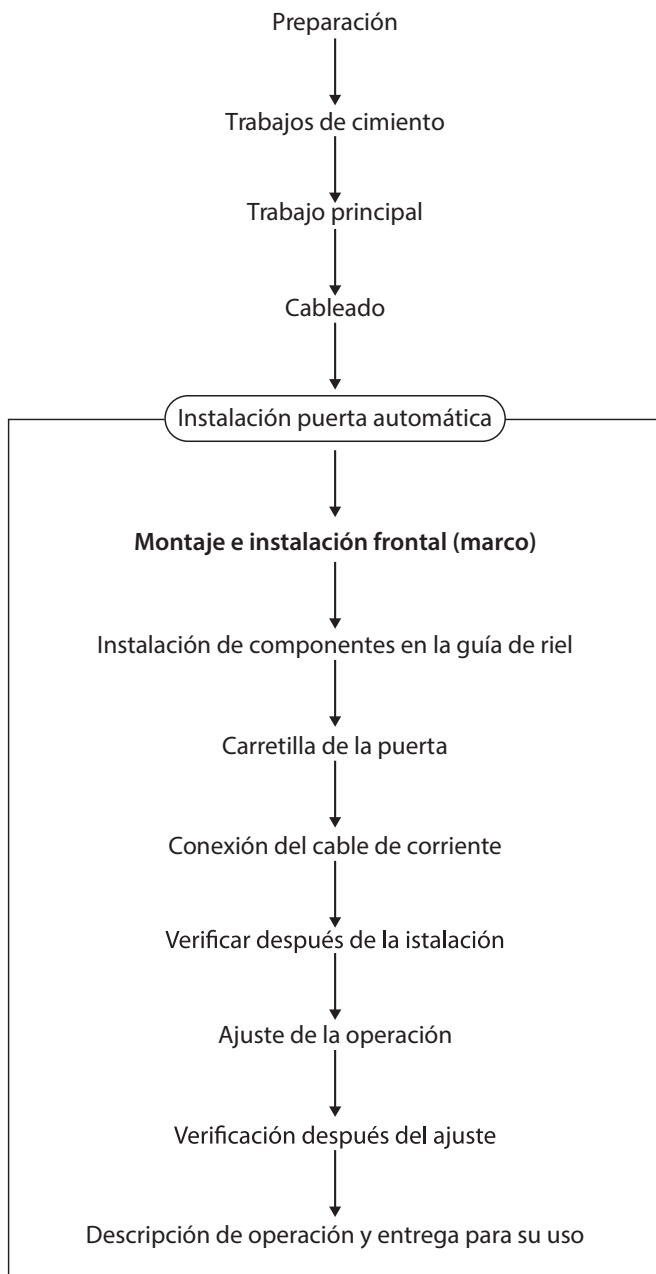 Preparación
Trabajos de cimiento
Trabajo principal
Cableado
Instalación puerta automática
Montaje e instalación frontal (marco)
Instalación de componentes en la guía de riel
Carretilla de la puerta
Conexión del cable de corriente
Verificar después de la istalación
Ajuste de la operación
Verificación después del ajuste
Descripción de operación y entrega para su uso